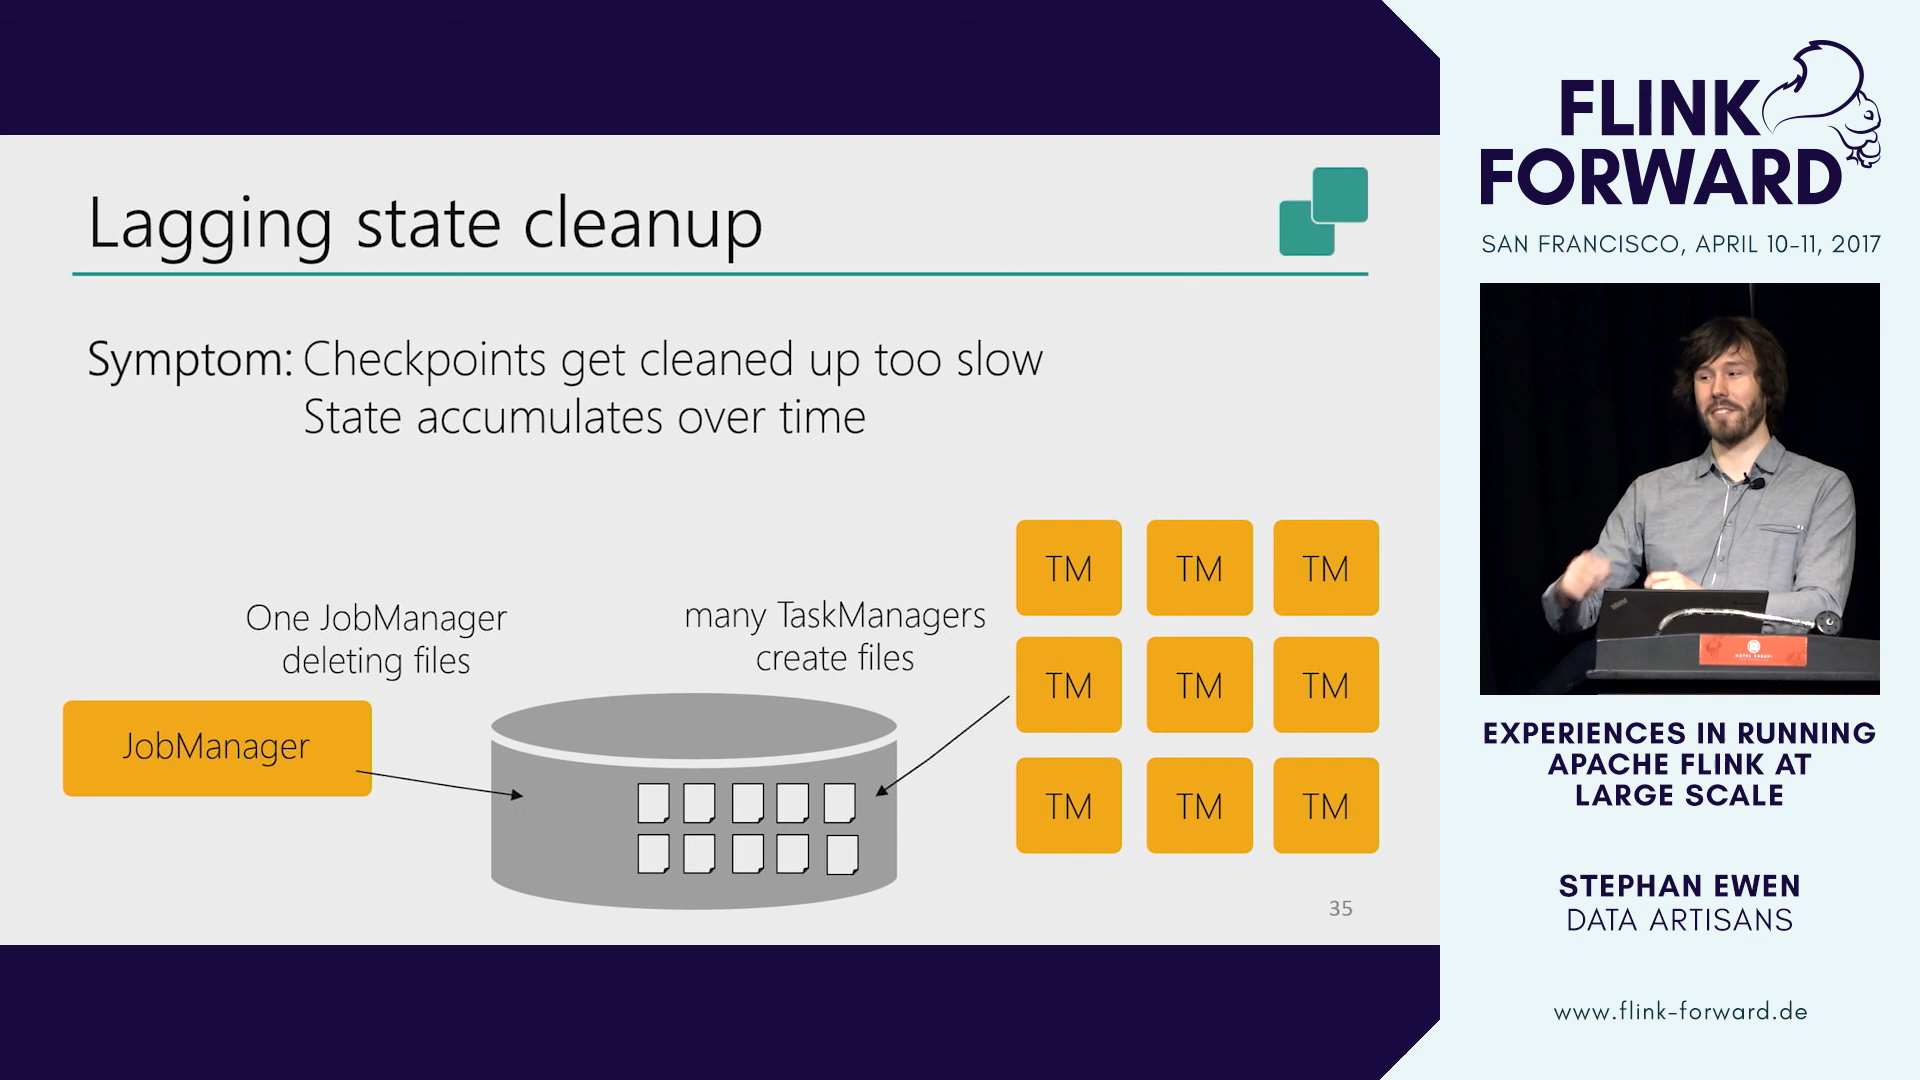 Lagging state cleanup
Symptom: Checkpoints get cleaned up too slow
State accumulates over time
One JobManager
deleting files
many TaskManagers
create files
JobManager
TM TM TM
TM TM TM
TM TM TM
35
FLINK
FORWARD
SAN FRANCISCO, APRIL 10-11, 2017
EXPERIENCES IN RUNNING
APACHE FLINK AT
LARGE SCALE
STEPHAN EWEN
DATA ARTISANS
www.flink-forward.de